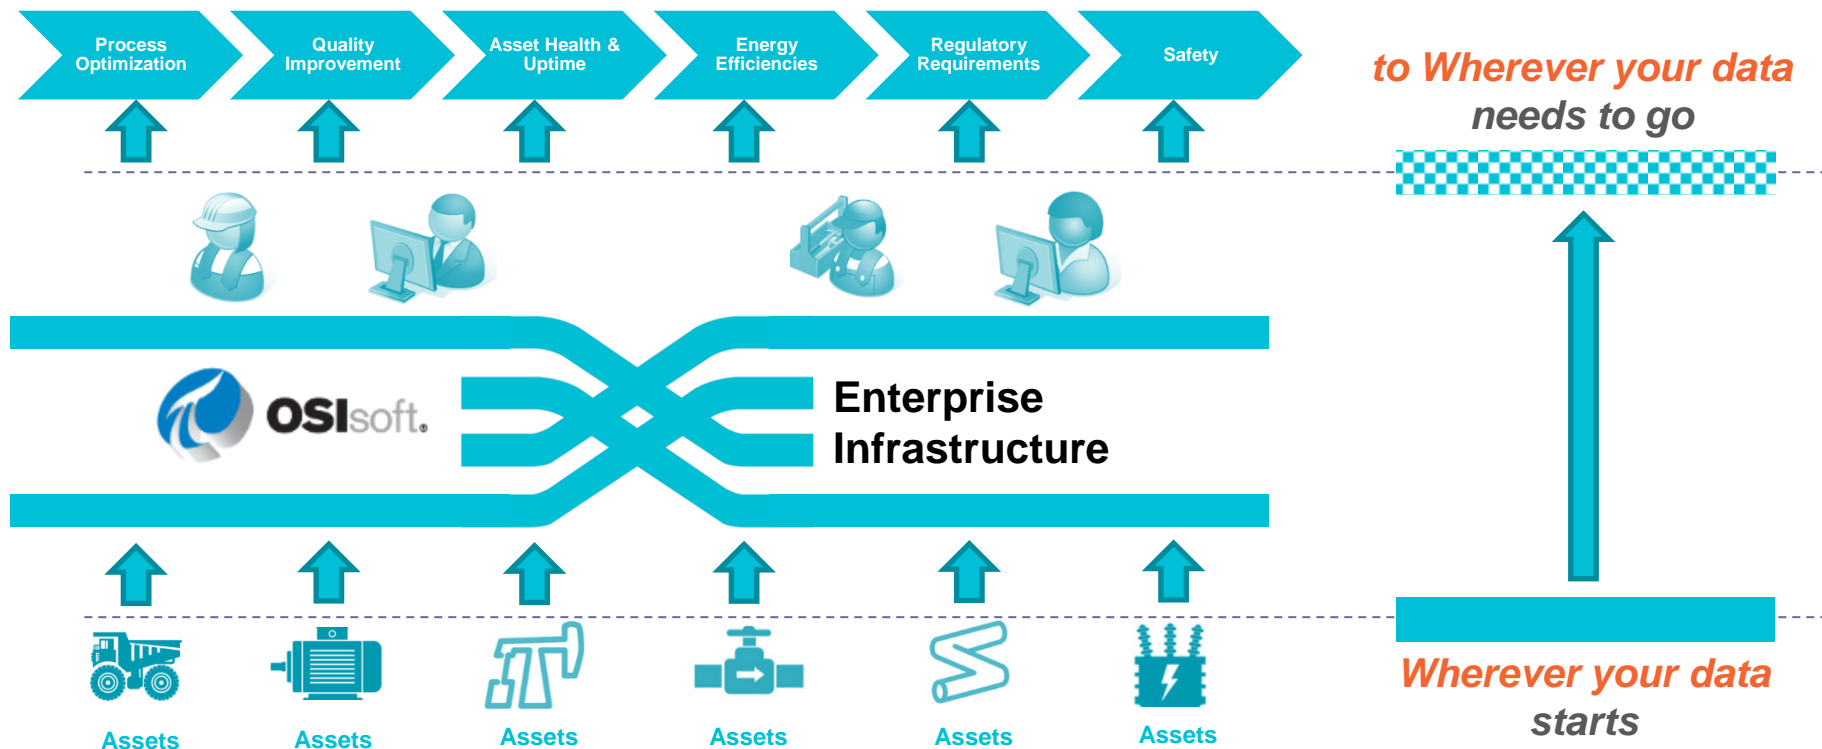 Process
Optimization
Quality
Improvement
Asset Health &
Uptime
Energy
Efficiencies
Regulatory
Requirements
Safety
to Wherever your data
needs to go
OSIsoft®
Enterprise
Infrastructure
Wherever your data
starts
Assets
Assets
Assets
Assets
Assets
Assets